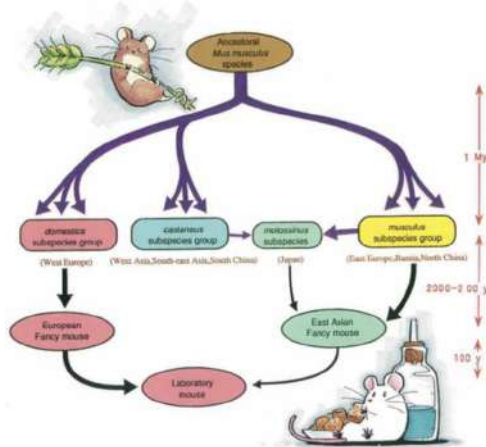 Ancestoral
Mus musculus
species
1 My
domestica
subspecies group
castaneus
subspecies group
molossinus
subspecies
musculus
subspecies group
(West Europe)
(West Asia,South-east Asia,South China)
(Japan)
(East Europe,Russia,North China)
2000-200 y
European
Fancy mouse
East Asian
Fancy mouse
100 y
Laboratory
mouse